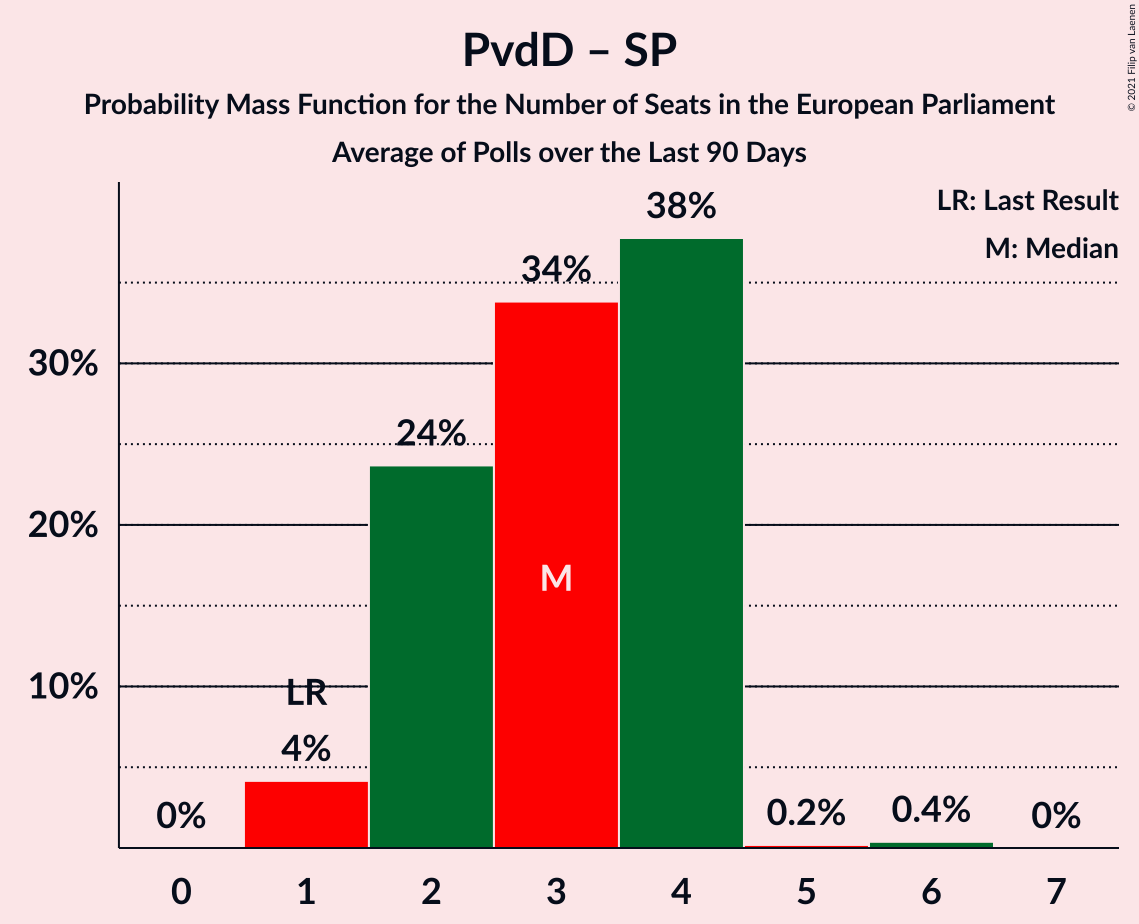 PvdD – SP
Probability Mass Function for the Number of Seats in the European Parliament
Average of Polls over the Last 90 Days
© 2021 Filip van Laenen
LR: Last Result
M: Median
38%
34%
30%
24%
20%
M
10%
LR
4%
0%
0.2%
0.4%
0%
0 1 2 3 4 5 6 7